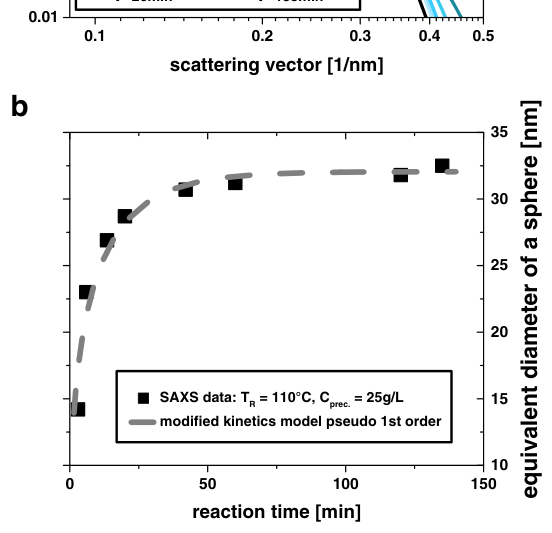 0.01
0.1 0.2 0.3 0.4 0.5
scattering vector [1/nm]
b
35
30
25
20
15
10
equivalent diameter of a sphere [nm]
SAXS data: T_R = 110°C, C_prec. = 25g/L
modified kinetics model pseudo 1st order
0 50 100 150
reaction time [min]